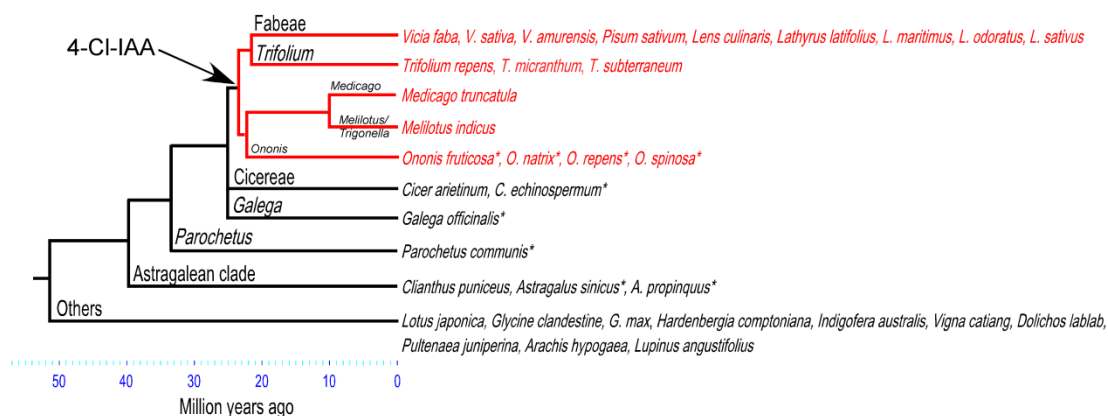 Fabeae
4-Cl-IAA
Vicia faba, V. sativa, V. amurensis, Pisum sativum, Lens culinaris, Lathyrus latifolius, L. maritimus, L. odoratus, L. sativus
Trifolium
Trifolium repens, T. micranthum, T. subterraneum
Medicago
Medicago truncatula
Melilotus/
Trigonella
Melilotus indicus
Ononis
Ononis fruticosa*, O. natrix*, O. repens*, O. spinosa*
Cicereae
Cicer arietinum, C. echinospermum*
Galega
Galega officinalis*
Parochetus
Parochetus communis*
Astragalean clade
Clianthus puniceus, Astragalus sinicus*, A. propinquus*
Others
Lotus japonica, Glycine clandestine, G. max, Hardenbergia comptoniana, Indigofera australis, Vigna catiang, Dolichos lablab,
Pultenaea juniperina, Arachis hypogaea, Lupinus angustifolius
50 40 30 20 10 0
Million years ago